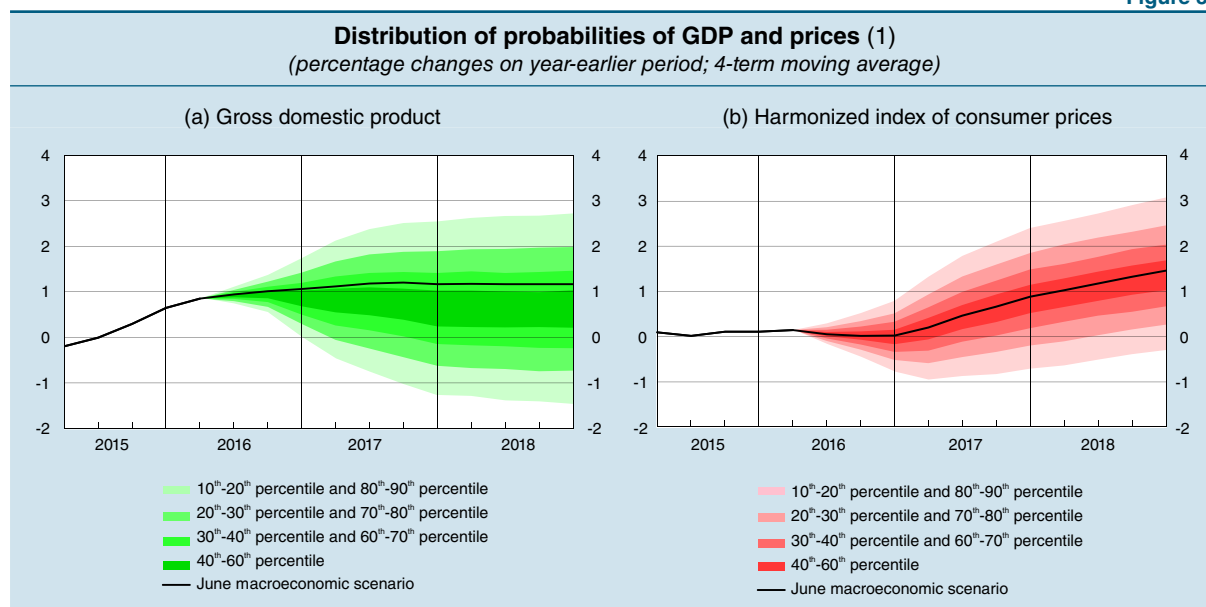 Distribution of probabilities of GDP and prices (1)
(percentage changes on year-earlier period; 4-term moving average)
(a) Gross domestic product
4 4
3 3
2 2
1 1
0 0
-1 -1
-2 -2
2015 2016 2017 2018
10th-20th percentile and 80th-90th percentile
20th-30th percentile and 70th-80th percentile
30th-40th percentile and 60th-70th percentile
40th-60th percentile
June macroeconomic scenario
(b) Harmonized index of consumer prices
4 4
3 3
2 2
1 1
0 0
-1 -1
-2 -2
2015 2016 2017 2018
10th-20th percentile and 80th-90th percentile
20th-30th percentile and 70th-80th percentile
30th-40th percentile and 60th-70th percentile
40th-60th percentile
June macroeconomic scenario